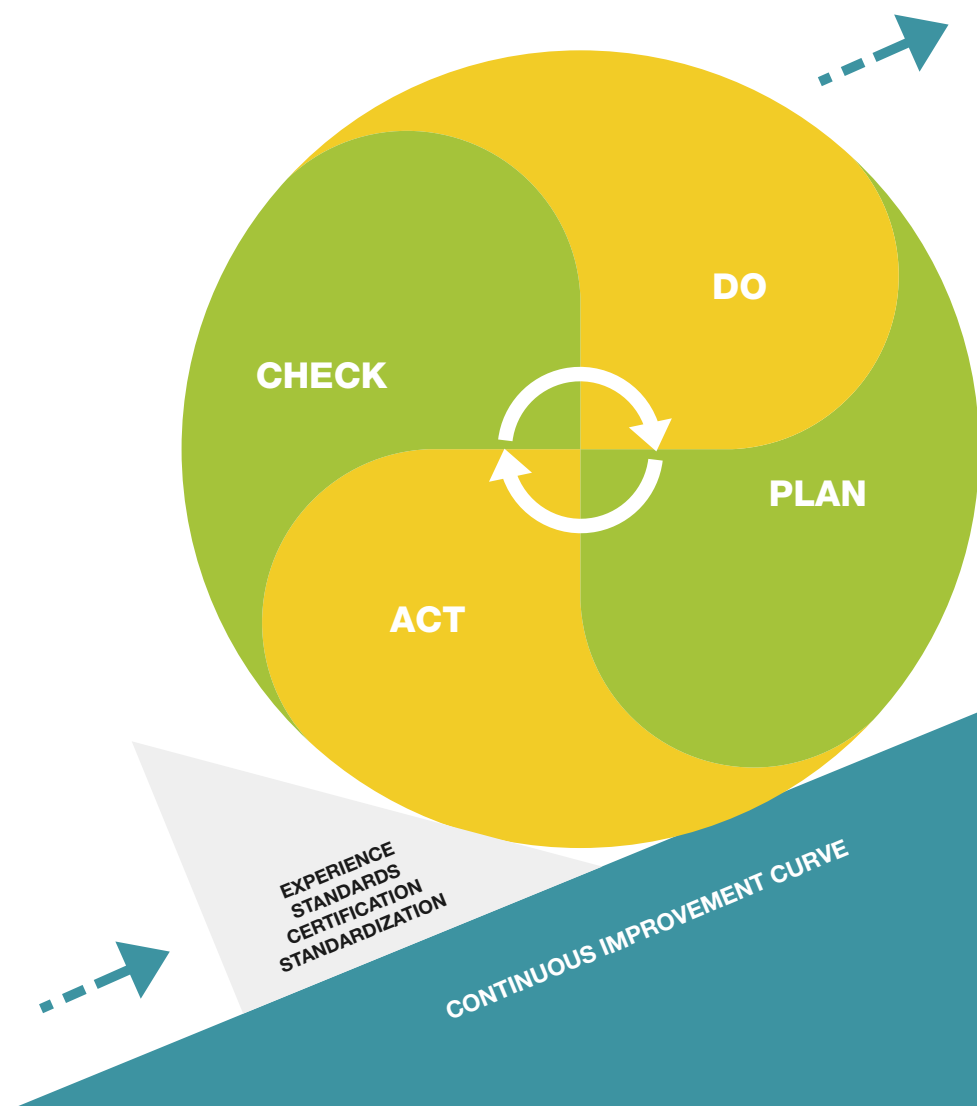 DO
CHECK
PLAN
ACT
EXPERIENCE
STANDARDS
CERTIFICATION
STANDARDIZATION
CONTINUOUS IMPROVEMENT CURVE